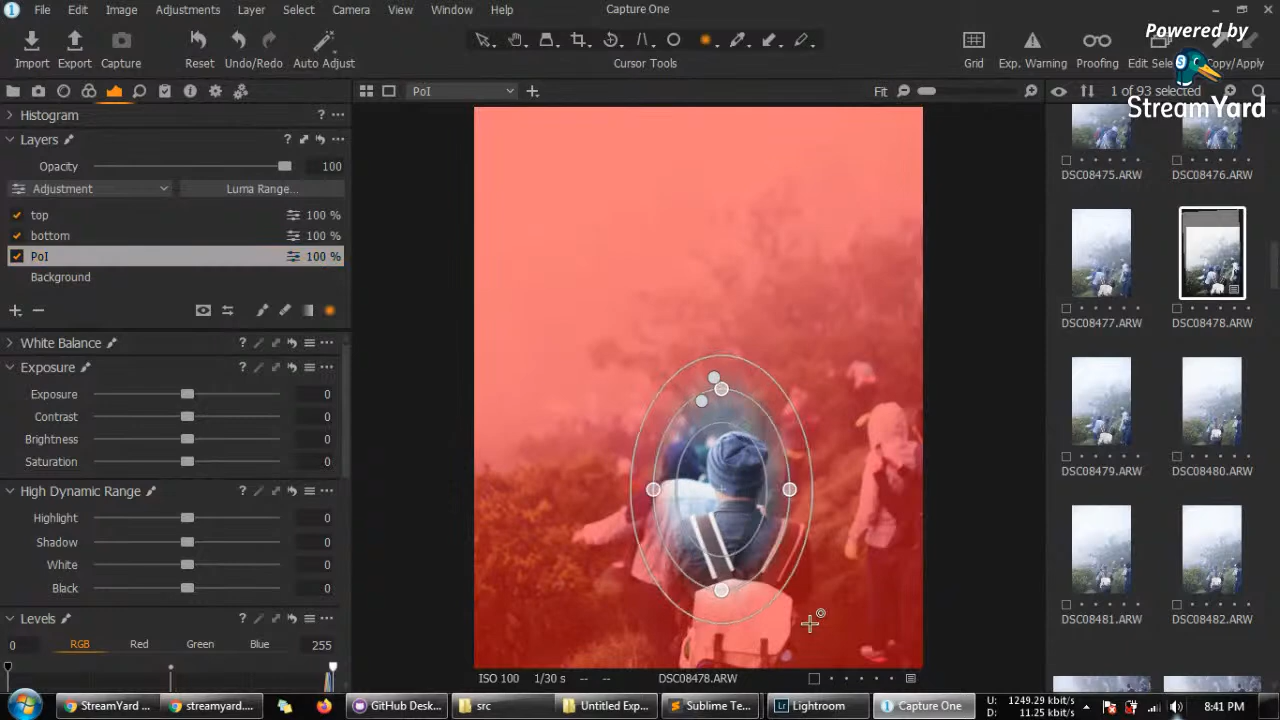 File Edit Image Adjustments Layer Select Camera View Window Help
Capture One
Powered by
StreamYard
Import Export Capture
Reset Undo/Redo Auto Adjust
Cursor Tools
Grid Exp. Warning Proofing Edit Sele Copy/Apply
PoI
Fit
1 of 93 selected
Histogram
Layers
Opacity 100
Adjustment Luma Range...
top 100 %
bottom 100 %
PoI 100 %
Background
White Balance
Exposure
Exposure 0
Contrast 0
Brightness 0
Saturation 0
High Dynamic Range
Highlight 0
Shadow 0
White 0
Black 0
Levels
0 RGB Red Green Blue 255
DSC08475.ARW DSC08476.ARW
DSC08477.ARW DSC08478.ARW
DSC08479.ARW DSC08480.ARW
DSC08481.ARW DSC08482.ARW
ISO 100 1/30 s -- -- DSC08478.ARW
StreamYard ... streamyard.... GitHub Desk... src Untitled Exp... Sublime Te... Lightroom Capture One
U: 1249.29 kbit/s
D: 11.25 kbit/s
8:41 PM